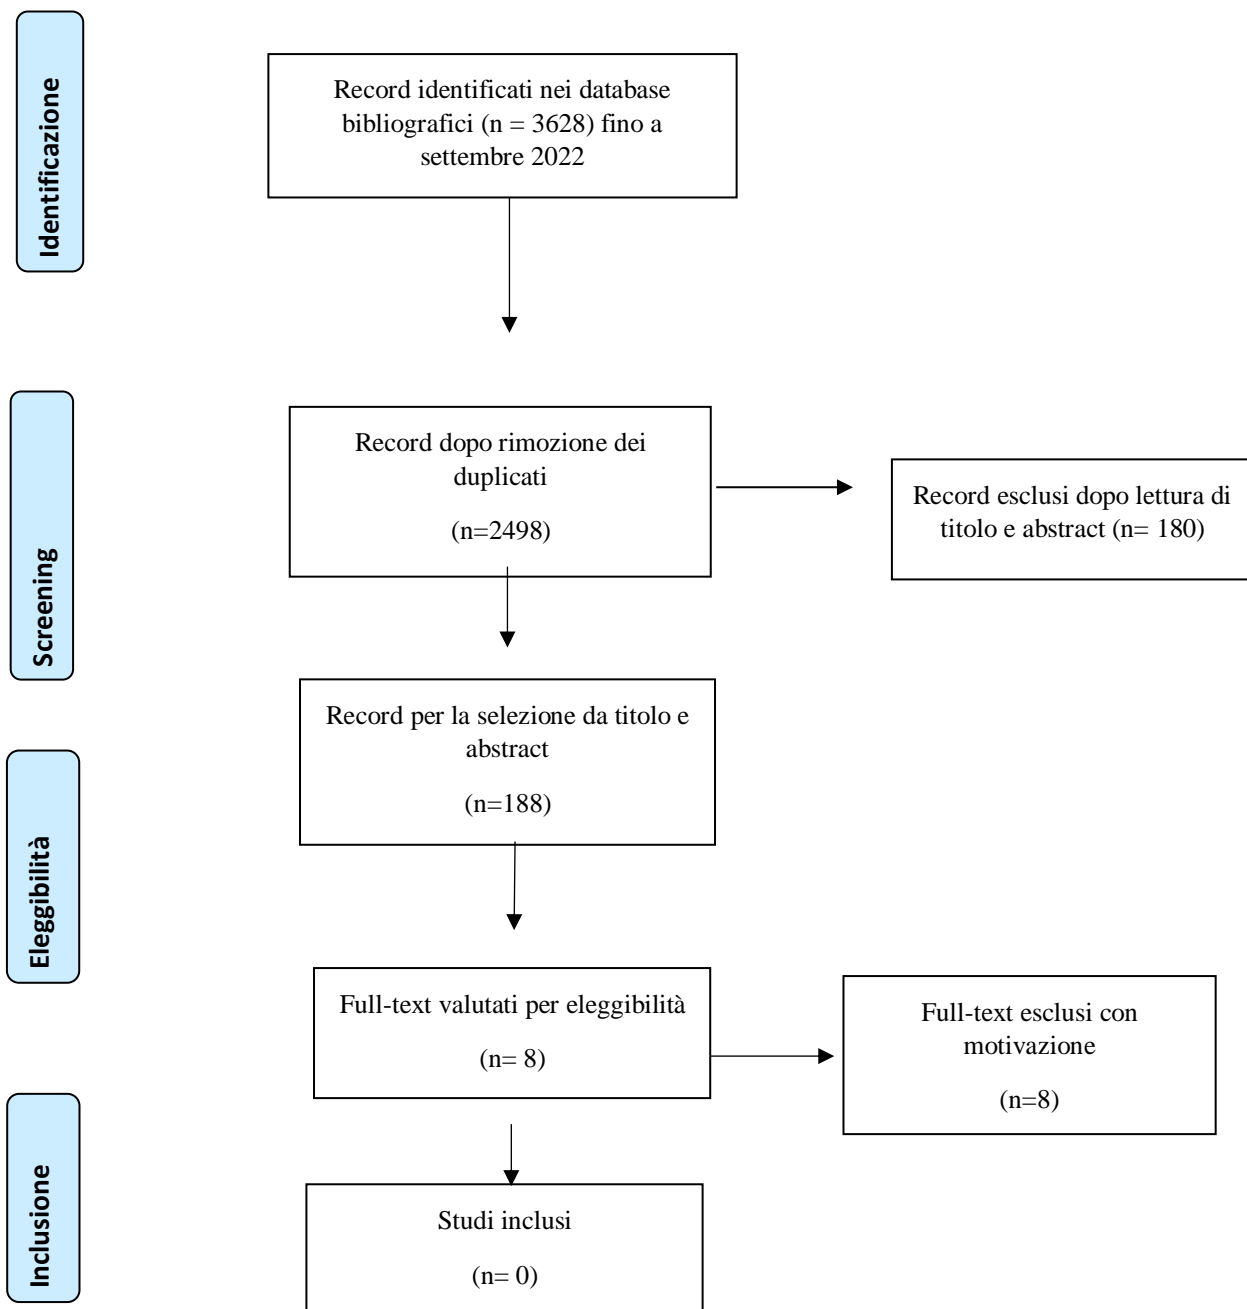 Identificazione
Record identificati nei database
bibliografici (n = 3628) fino a
settembre 2022
Screening
Record dopo rimozione dei
duplicati
(n=2498)
Record esclusi dopo lettura di
titolo e abstract (n= 180)
Record per la selezione da titolo e
abstract
(n=188)
Eleggibilità
Full-text valutati per eleggibilità
(n= 8)
Full-text esclusi con
motivazione
(n=8)
Inclusione
Studi inclusi
(n= 0)